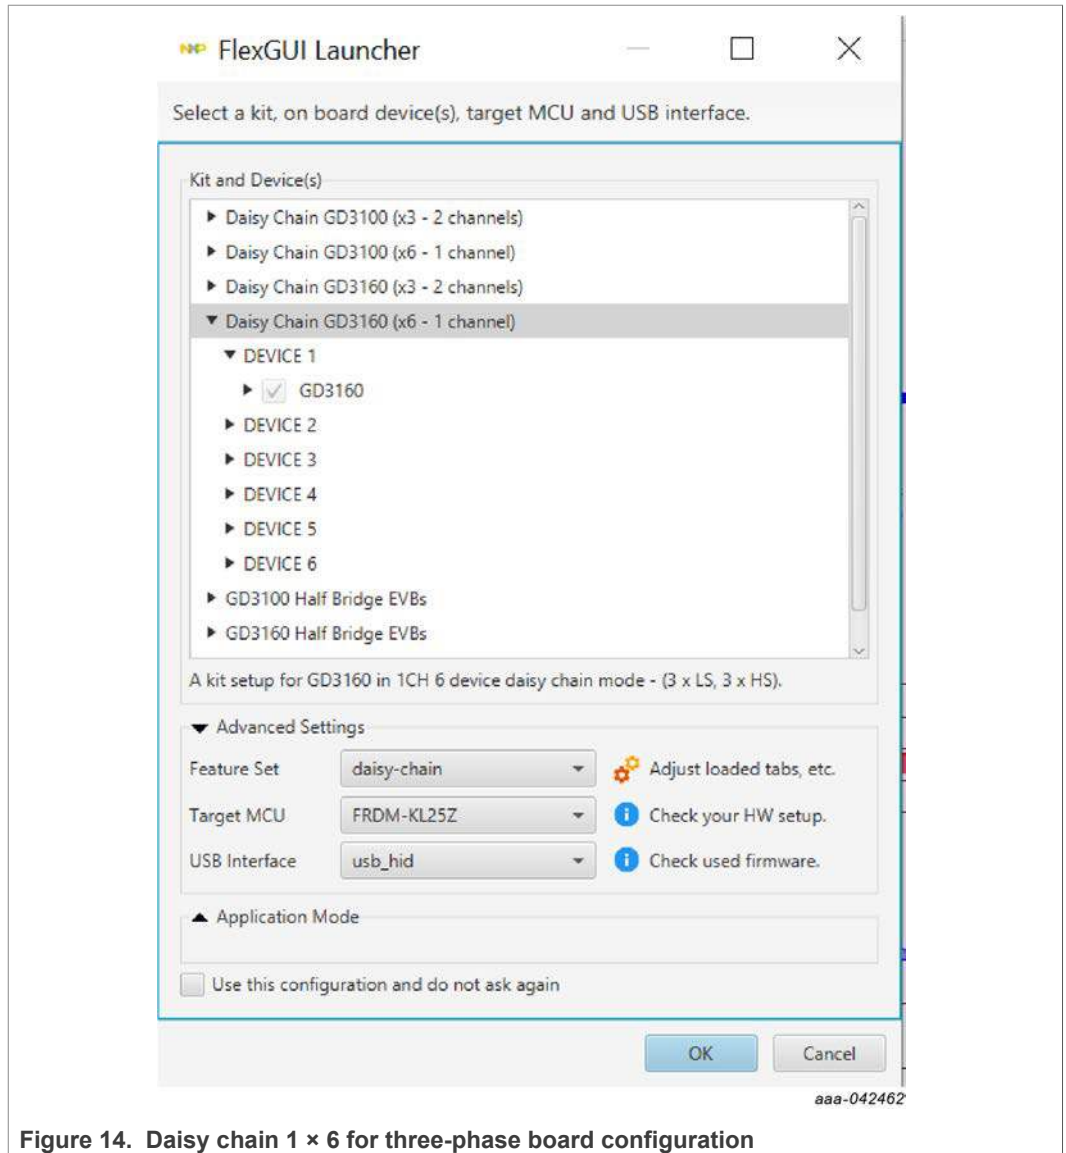 NXP FlexGUI Launcher
Select a kit, on board device(s), target MCU and USB interface.
Kit and Device(s)
Daisy Chain GD3100 (x3 - 2 channels)
Daisy Chain GD3100 (x6 - 1 channel)
Daisy Chain GD3160 (x3 - 2 channels)
Daisy Chain GD3160 (x6 - 1 channel)
DEVICE 1
GD3160
DEVICE 2
DEVICE 3
DEVICE 4
DEVICE 5
DEVICE 6
GD3100 Half Bridge EVBs
GD3160 Half Bridge EVBs
A kit setup for GD3160 in 1CH 6 device daisy chain mode - (3 x LS, 3 x HS).
Advanced Settings
Feature Set daisy-chain Adjust loaded tabs, etc.
Target MCU FRDM-KL25Z Check your HW setup.
USB Interface usb_hid Check used firmware.
Application Mode
Use this configuration and do not ask again
OK Cancel
aaa-042462
Figure 14. Daisy chain 1 × 6 for three-phase board configuration